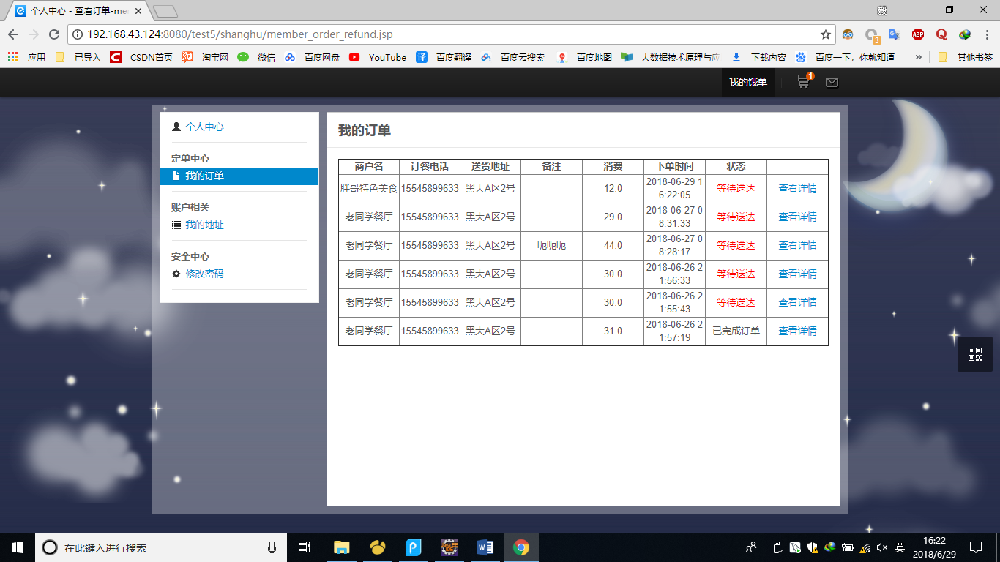 个人中心 - 查看订单-me
192.168.43.124:8080/test5/shanghu/member_order_refund.jsp
ABP
3
应用 已导入 CSDN首页 淘宝网 微信 百度网盘 YouTube 百度翻译 百度云搜索 百度地图 大数据技术原理与应 下载内容 百度一下，你就知道 » 其他书签
我的饿单 1
个人中心
定单中心
我的订单
账户相关
我的地址
安全中心
修改密码
我的订单
商户名 订餐电话 送货地址 备注 消费 下单时间 状态
胖哥特色美食 15545899633 黑大A区2号 12.0 2018-06-29 1
6:22:05 等待送达 查看详情
老同学餐厅 15545899633 黑大A区2号 29.0 2018-06-27 0
8:31:33 等待送达 查看详情
老同学餐厅 15545899633 黑大A区2号 呃呃呃 44.0 2018-06-27 0
8:28:17 等待送达 查看详情
老同学餐厅 15545899633 黑大A区2号 30.0 2018-06-26 2
1:56:33 等待送达 查看详情
老同学餐厅 15545899633 黑大A区2号 30.0 2018-06-26 2
1:55:43 等待送达 查看详情
老同学餐厅 15545899633 黑大A区2号 31.0 2018-06-26 2
1:57:19 已完成订单 查看详情
在此键入进行搜索
英
16:22
2018/6/29